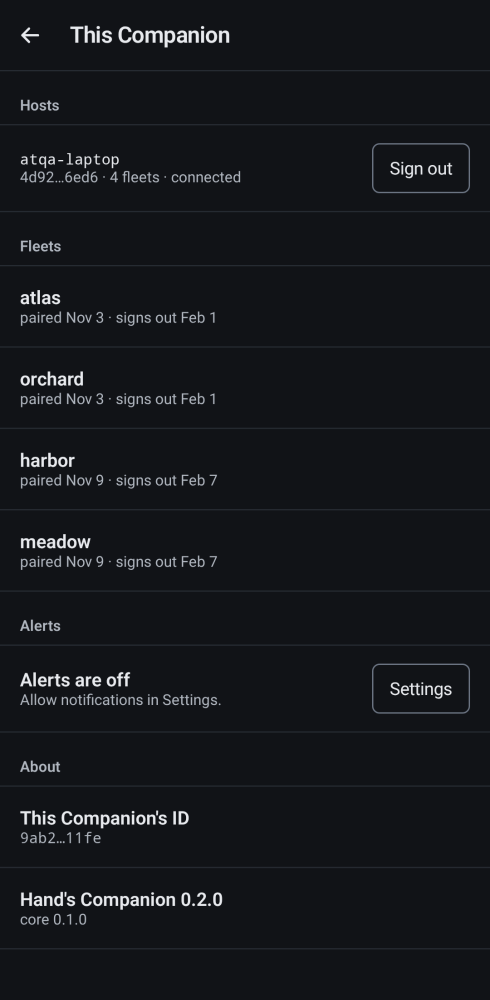 This Companion
Hosts
atqa-laptop
4d92…6ed6 · 4 fleets · connected
Sign out
Fleets
atlas
paired Nov 3 · signs out Feb 1
orchard
paired Nov 3 · signs out Feb 1
harbor
paired Nov 9 · signs out Feb 7
meadow
paired Nov 9 · signs out Feb 7
Alerts
Alerts are off
Allow notifications in Settings.
Settings
About
This Companion's ID
9ab2…11fe
Hand's Companion 0.2.0
core 0.1.0